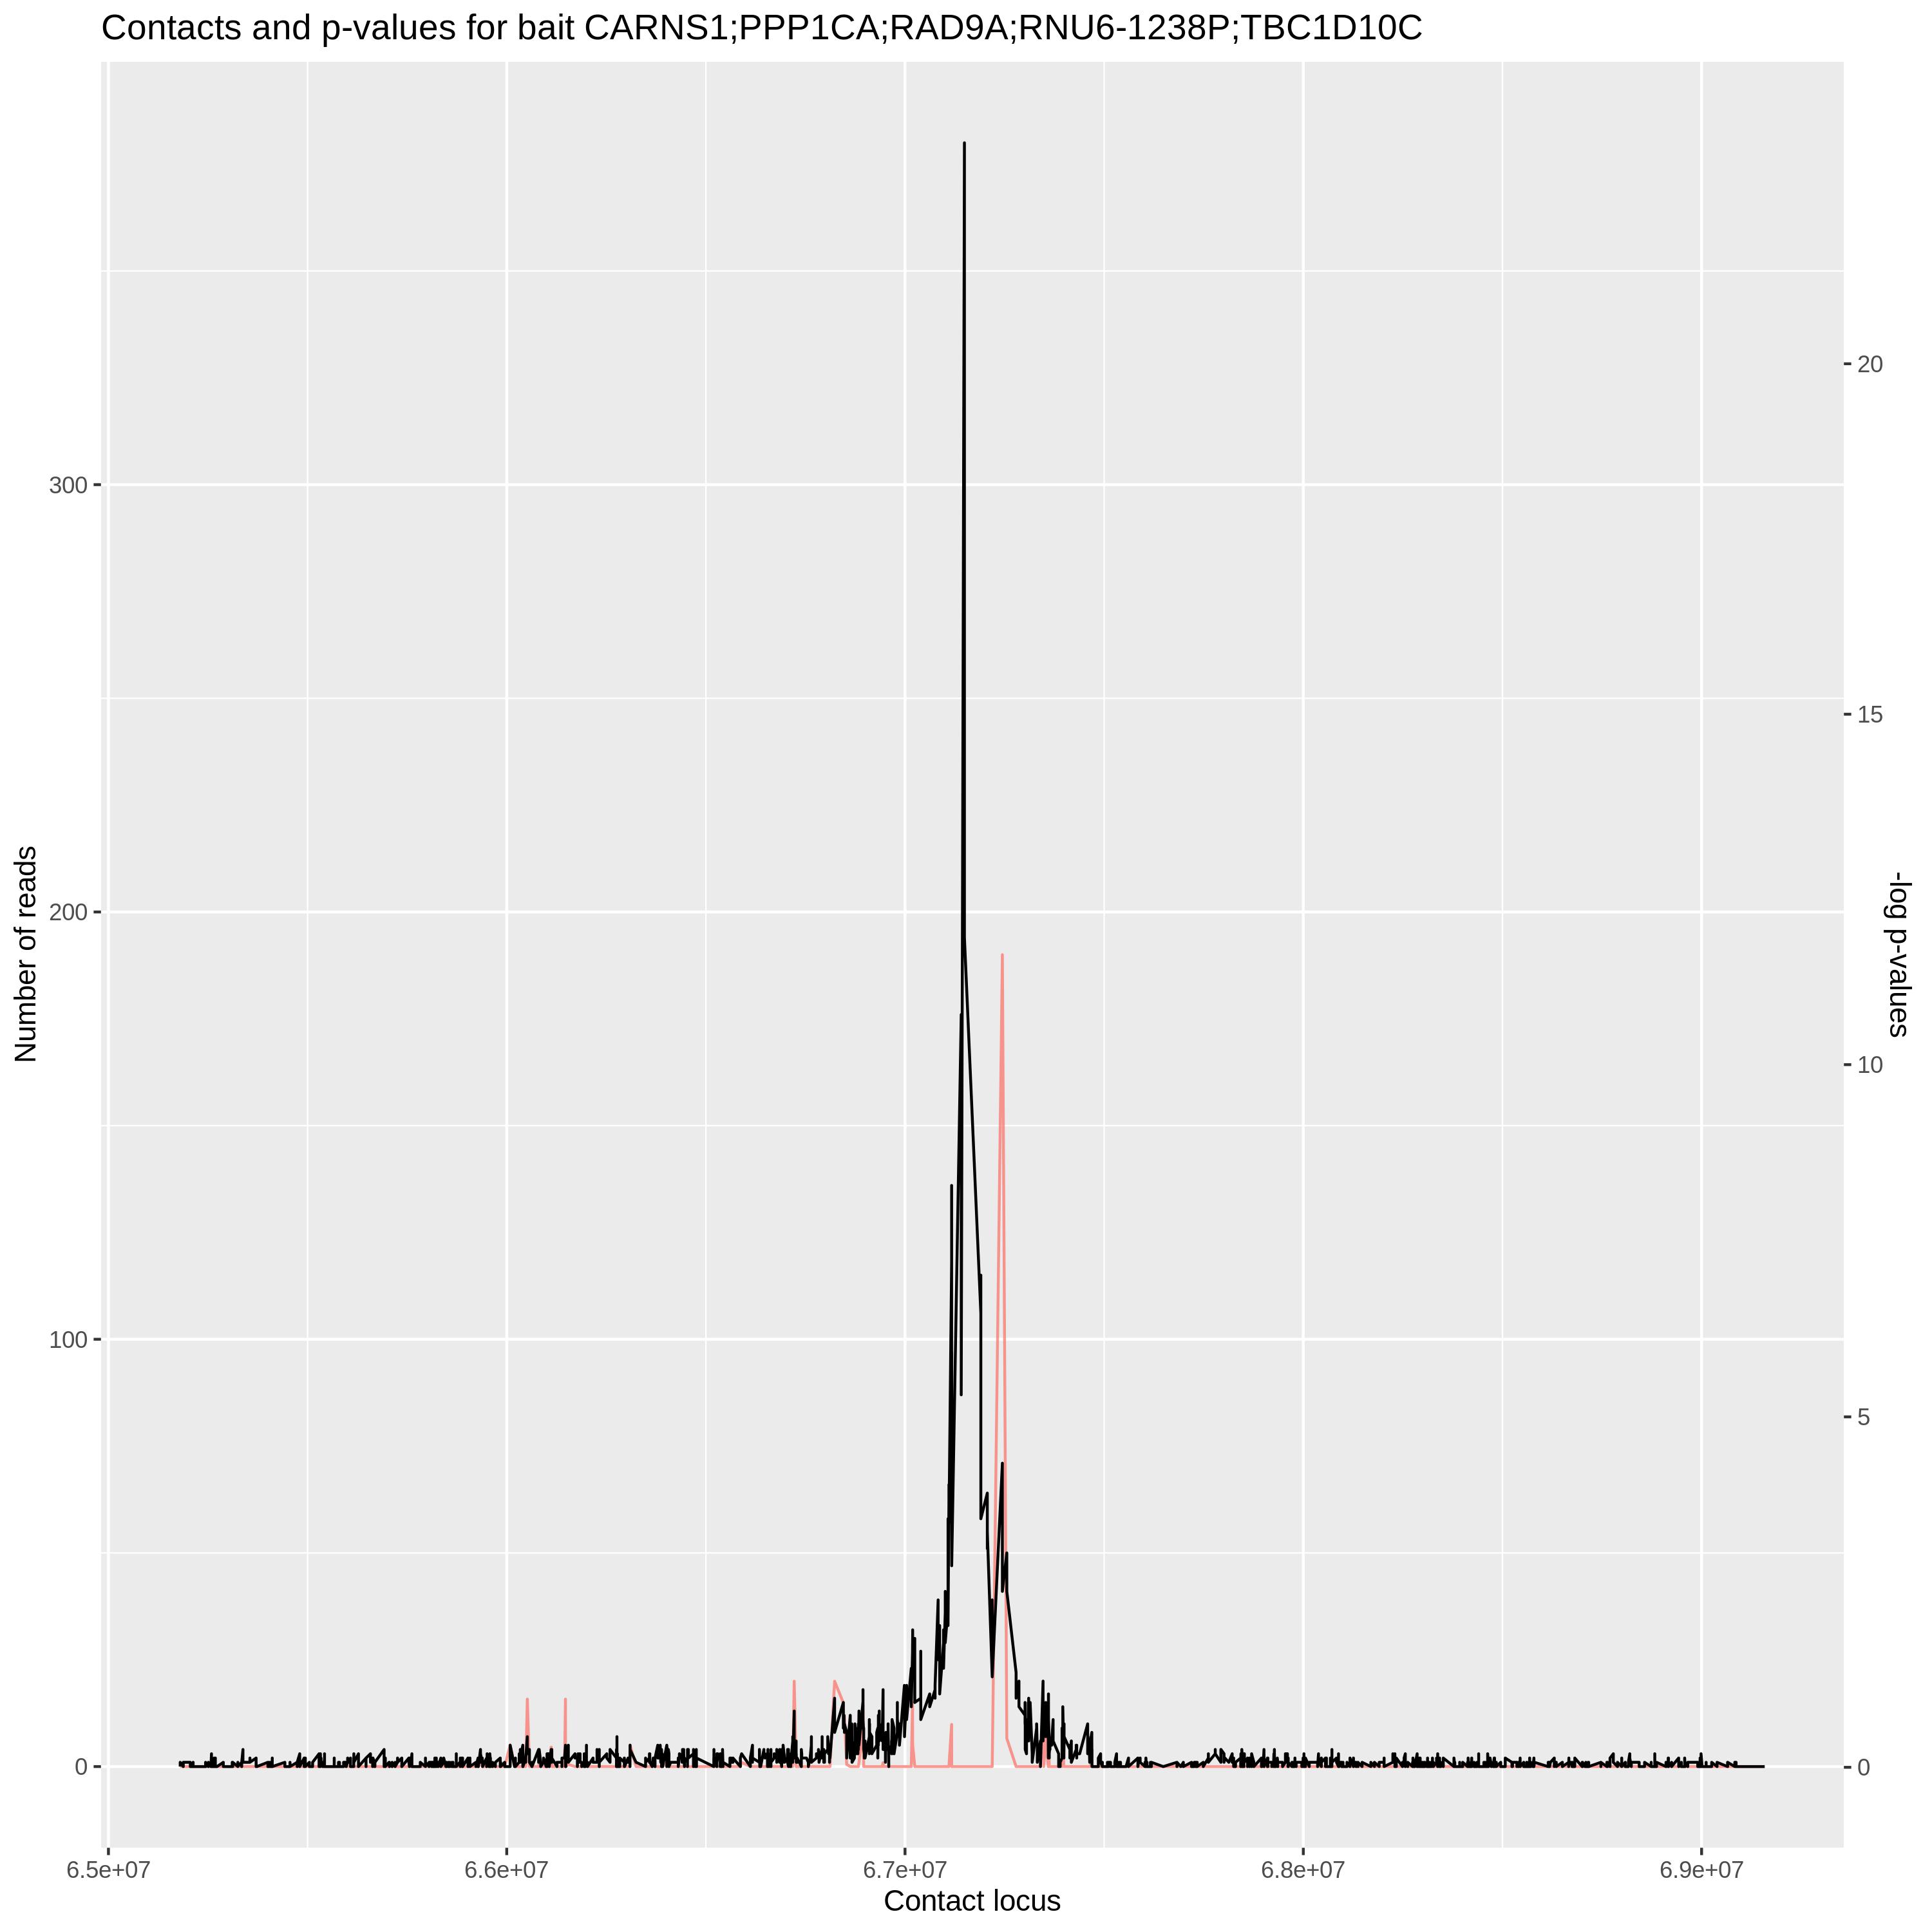 Contacts and p-values for bait CARNS1;PPP1CA;RAD9A;RNU6-1238P;TBC1D10C
Number of reads
300
200
100
0
20
15
10
5
0
-log p-values
6.5e+07 6.6e+07 6.7e+07 6.8e+07 6.9e+07
Contact locus